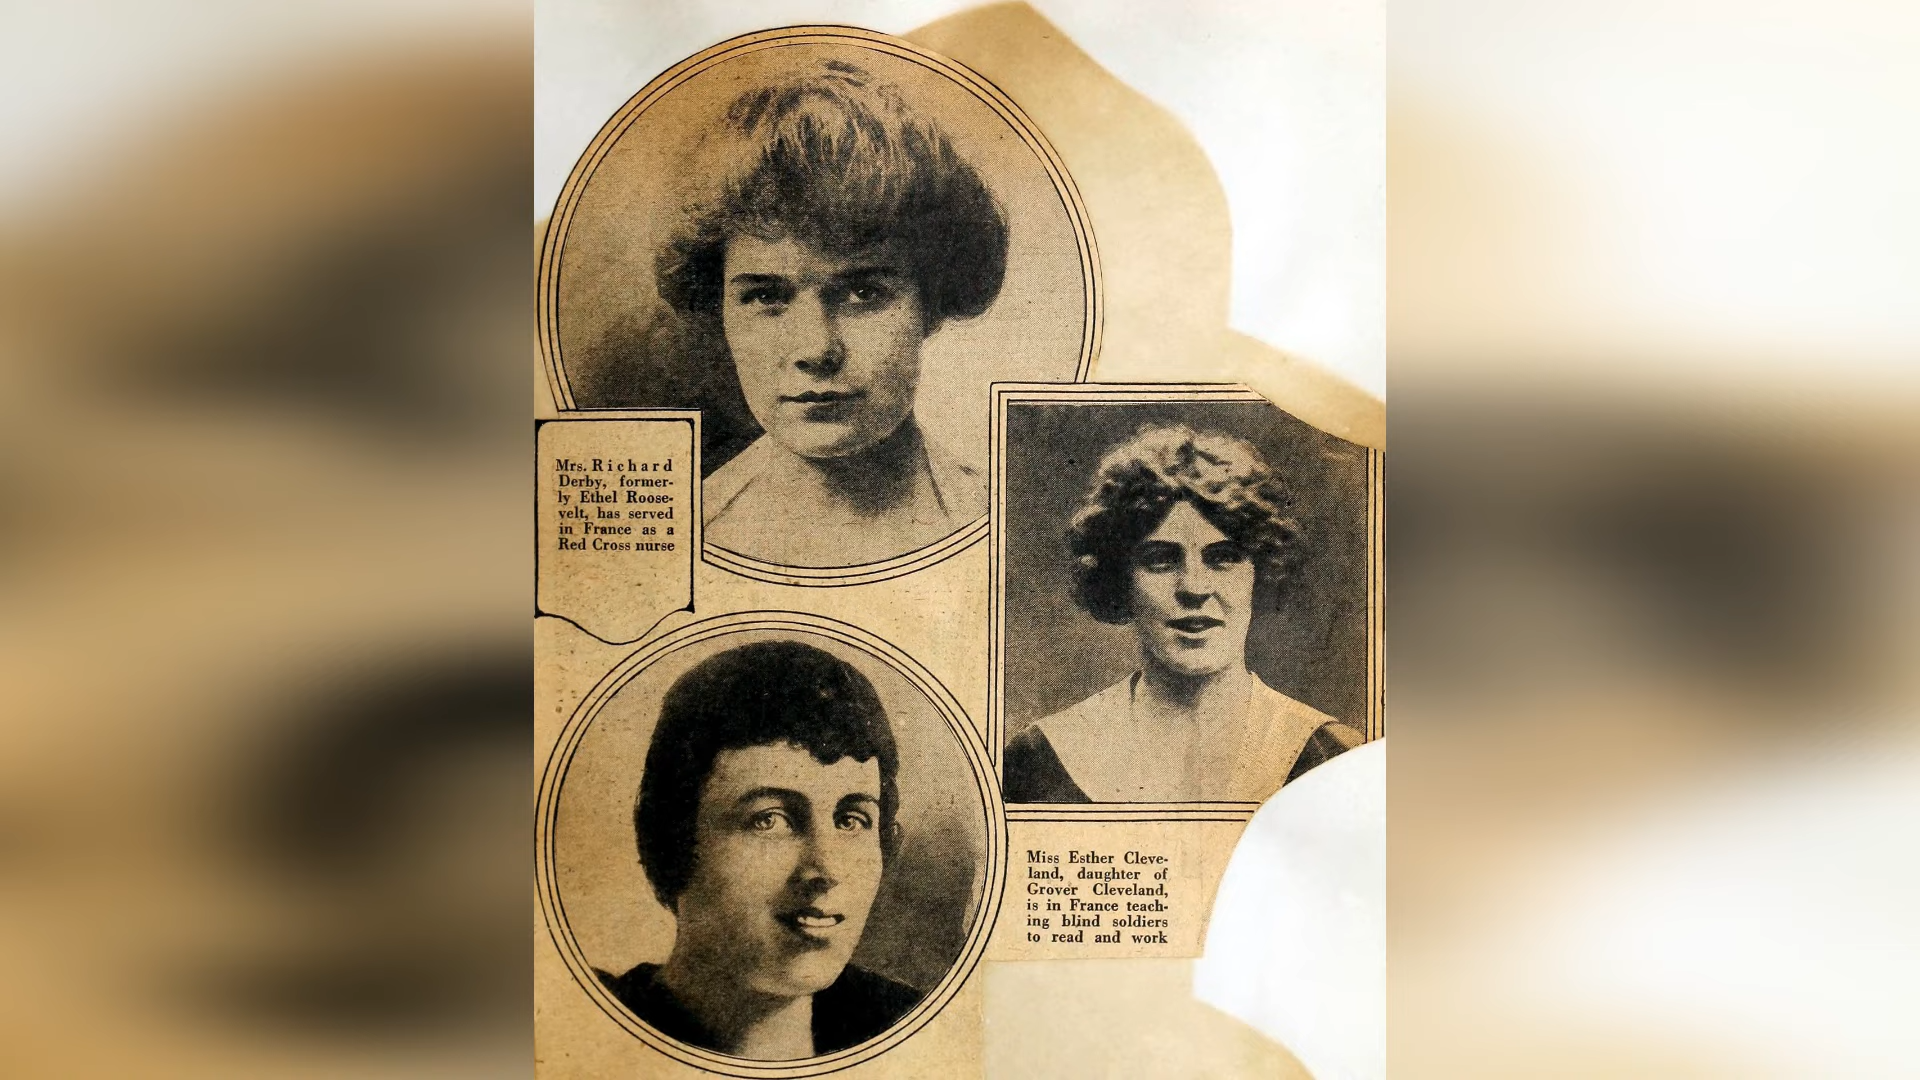 Mrs. Richard
Derby, former-
ly Ethel Roose-
velt, has served
in France as a
Red Cross nurse
Miss Esther Cleve-
land, daughter of
Grover Cleveland,
is in France teach-
ing blind soldiers
to read and work